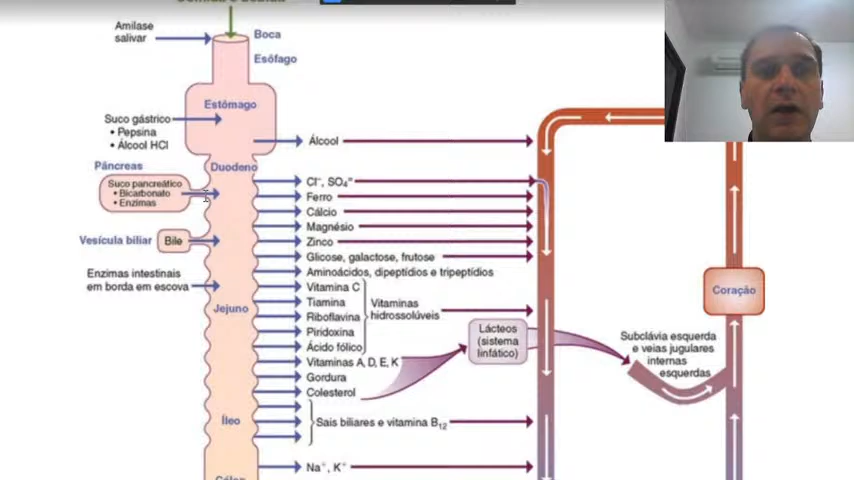 Comida e bebida
Amilase
salivar
Boca
Esôfago
Estômago
Suco gástrico
• Pepsina
• Álcool HCl
Álcool
Pâncreas
Duodeno
Suco pancreático
• Bicarbonato
• Enzimas
Cl⁻, SO₄⁼
Ferro
Cálcio
Magnésio
Vesícula biliar
Bile
Zinco
Glicose, galactose, frutose
Enzimas intestinais
em borda em escova
Aminoácidos, dipeptídios e tripeptídios
Jejuno
Vitamina C
Tiamina
Riboflavina
Piridoxina
Ácido fólico
Vitaminas
hidrossolúveis
Vitaminas A, D, E, K
Gordura
Colesterol
Lácteos
(sistema
linfático)
Coração
Subclávia esquerda
e veias jugulares
internas
esquerdas
Íleo
Sais biliares e vitamina B₁₂
Cólon
Na⁺, K⁺